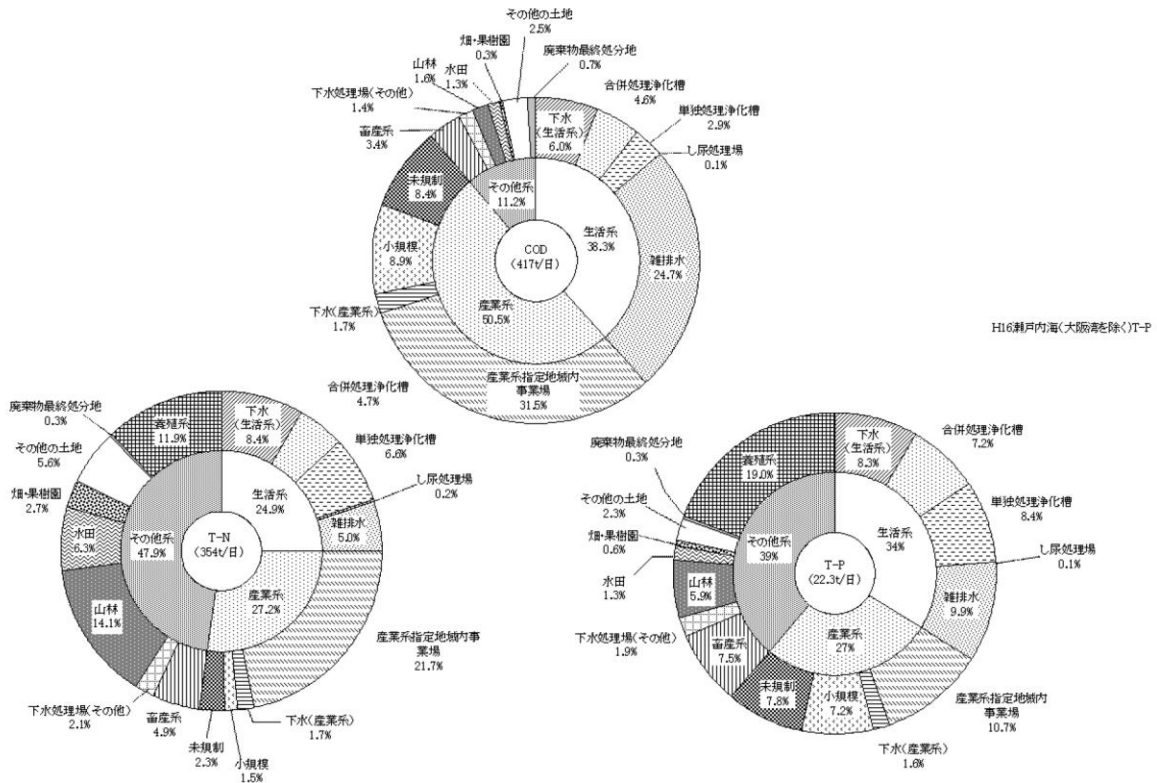 その他の土地
2.5%
畑・果樹園
0.3%
廃棄物最終処分地
0.7%
山林
1.6%
水田
1.3%
合併処理浄化槽
4.6%
下水処理場(その他)
1.4%
下水
(生活系)
6.0%
単独処理浄化槽
2.9%
畜産系
3.4%
し尿処理場
0.1%
未規制
8.4%
その他系
11.2%
生活系
38.3%
COD
(417t/日)
雑排水
24.7%
小規模
8.9%
産業系
50.5%
下水(産業系)
1.7%
産業系指定地域内
事業場
31.5%
H16瀬戸内海(大阪湾を除く)T-P
合併処理浄化槽
4.7%
廃棄物最終処分地
0.3%
養殖系
11.9%
下水
(生活系)
8.4%
単独処理浄化槽
6.6%
その他の土地
5.6%
し尿処理場
0.2%
畑・果樹園
2.7%
生活系
24.9%
雑排水
5.0%
水田
6.3%
その他系
47.9%
T-N
(354t/日)
産業系
27.2%
山林
14.1%
産業系指定地域内事
業場
21.7%
下水処理場(その他)
2.1%
畜産系
4.9%
未規制
2.3%
小規模
1.5%
下水(産業系)
1.7%
合併処理浄化槽
7.2%
下水
(生活系)
8.3%
養殖系
19.0%
廃棄物最終処分地
0.3%
単独処理浄化槽
8.4%
その他の土地
2.3%
畑・果樹園
0.6%
その他系
39%
生活系
34%
し尿処理場
0.1%
T-P
(22.3t/日)
水田
1.3%
山林
5.9%
雑排水
9.9%
産業系
27%
下水処理場(その他)
1.9%
畜産系
7.5%
未規制
7.8%
小規模
7.2%
産業系指定地域内
事業場
10.7%
下水(産業系)
1.6%